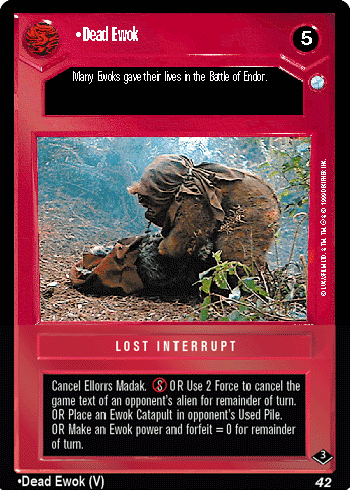 •Dead Ewok
5
Many Ewoks gave their lives in the Battle of Endor.
LOST INTERRUPT
Cancel Ellorrs Madak. S OR Use 2 Force to cancel the
game text of an opponent's alien for remainder of turn.
OR Place an Ewok Catapult in opponent's Used Pile.
OR Make an Ewok power and forfeit = 0 for remainder
of turn.
3
•Dead Ewok (V)
42